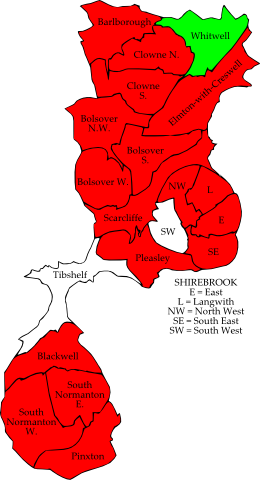 Barlborough
Whitwell
Clowne N.
Clowne
S.
Elmton-with-Creswell
Bolsover
N.W.
Bolsover
S.
Bolsover W.
NW
L
Scarcliffe
E
SW
SE
Pleasley
Tibshelf
SHIREBROOK
E = East
L = Langwith
NW = North West
SE = South East
SW = South West
Blackwell
South
Normanton
E.
South
Normanton
W.
Pinxton